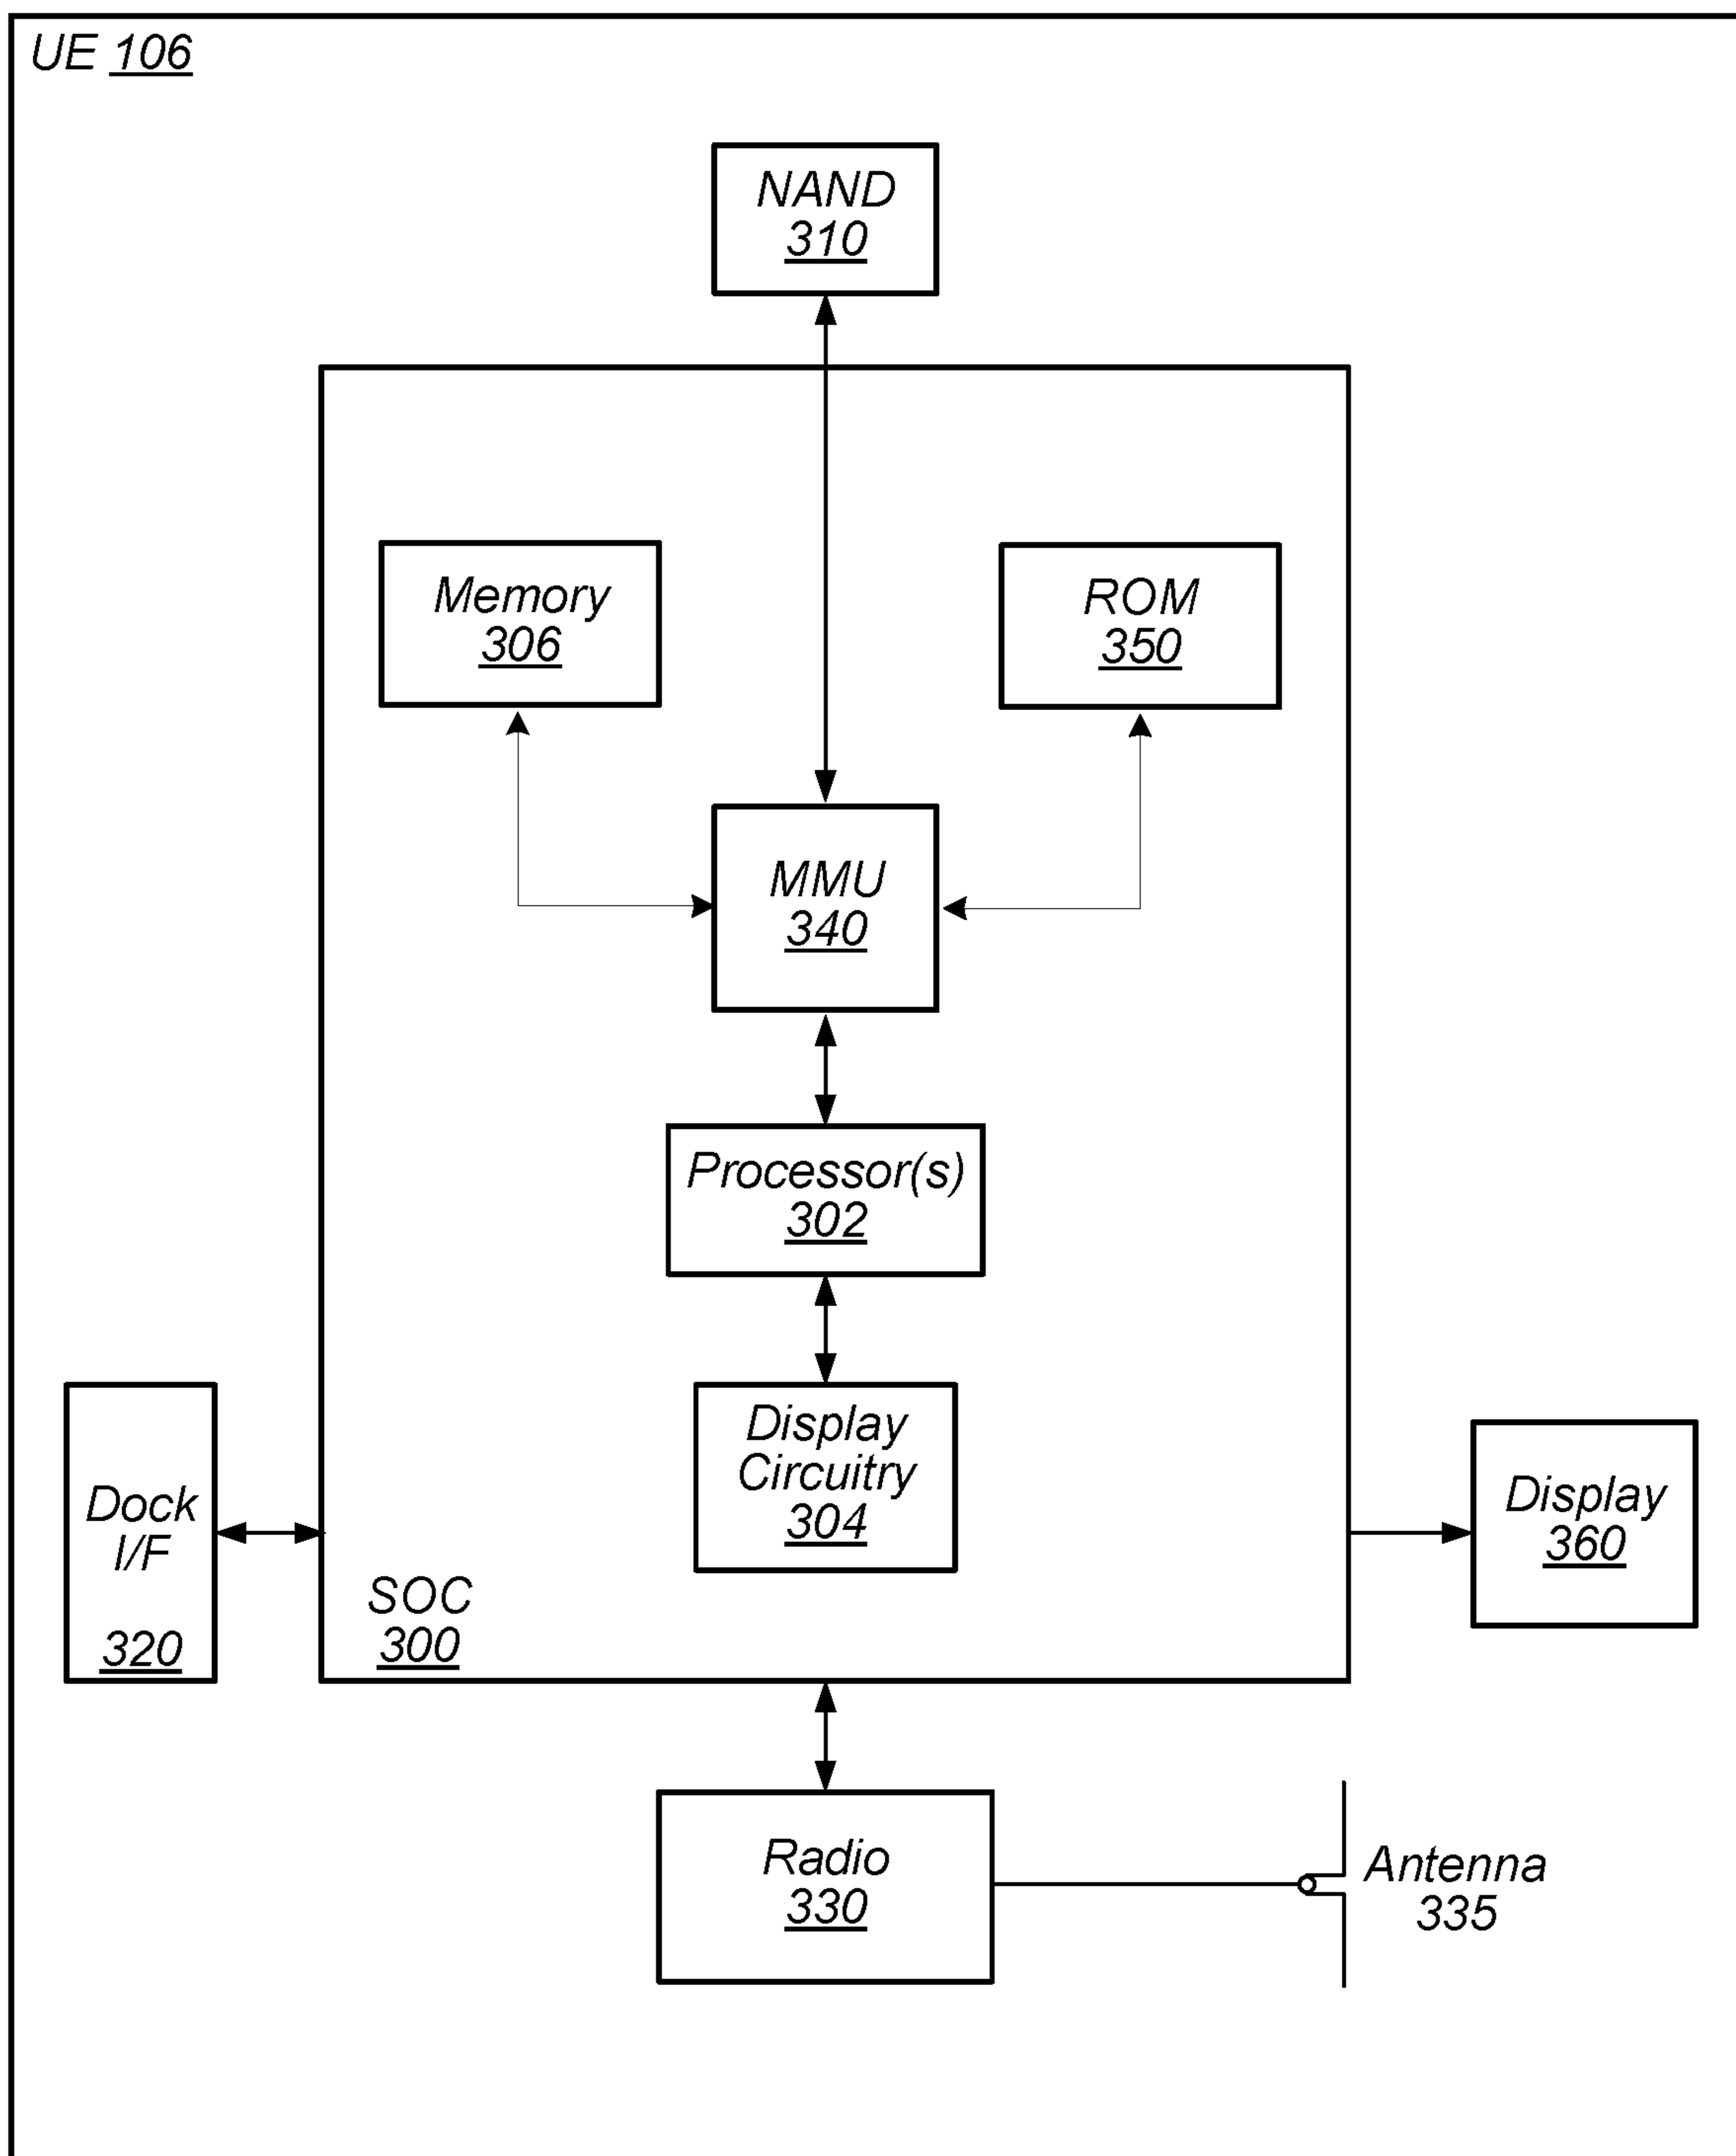 UE 106
NAND
310
Memory
306
ROM
350
MMU
340
Processor(s)
302
Display
Circuitry
304
Dock
I/F
320
SOC
300
Display
360
Radio
330
Antenna
335